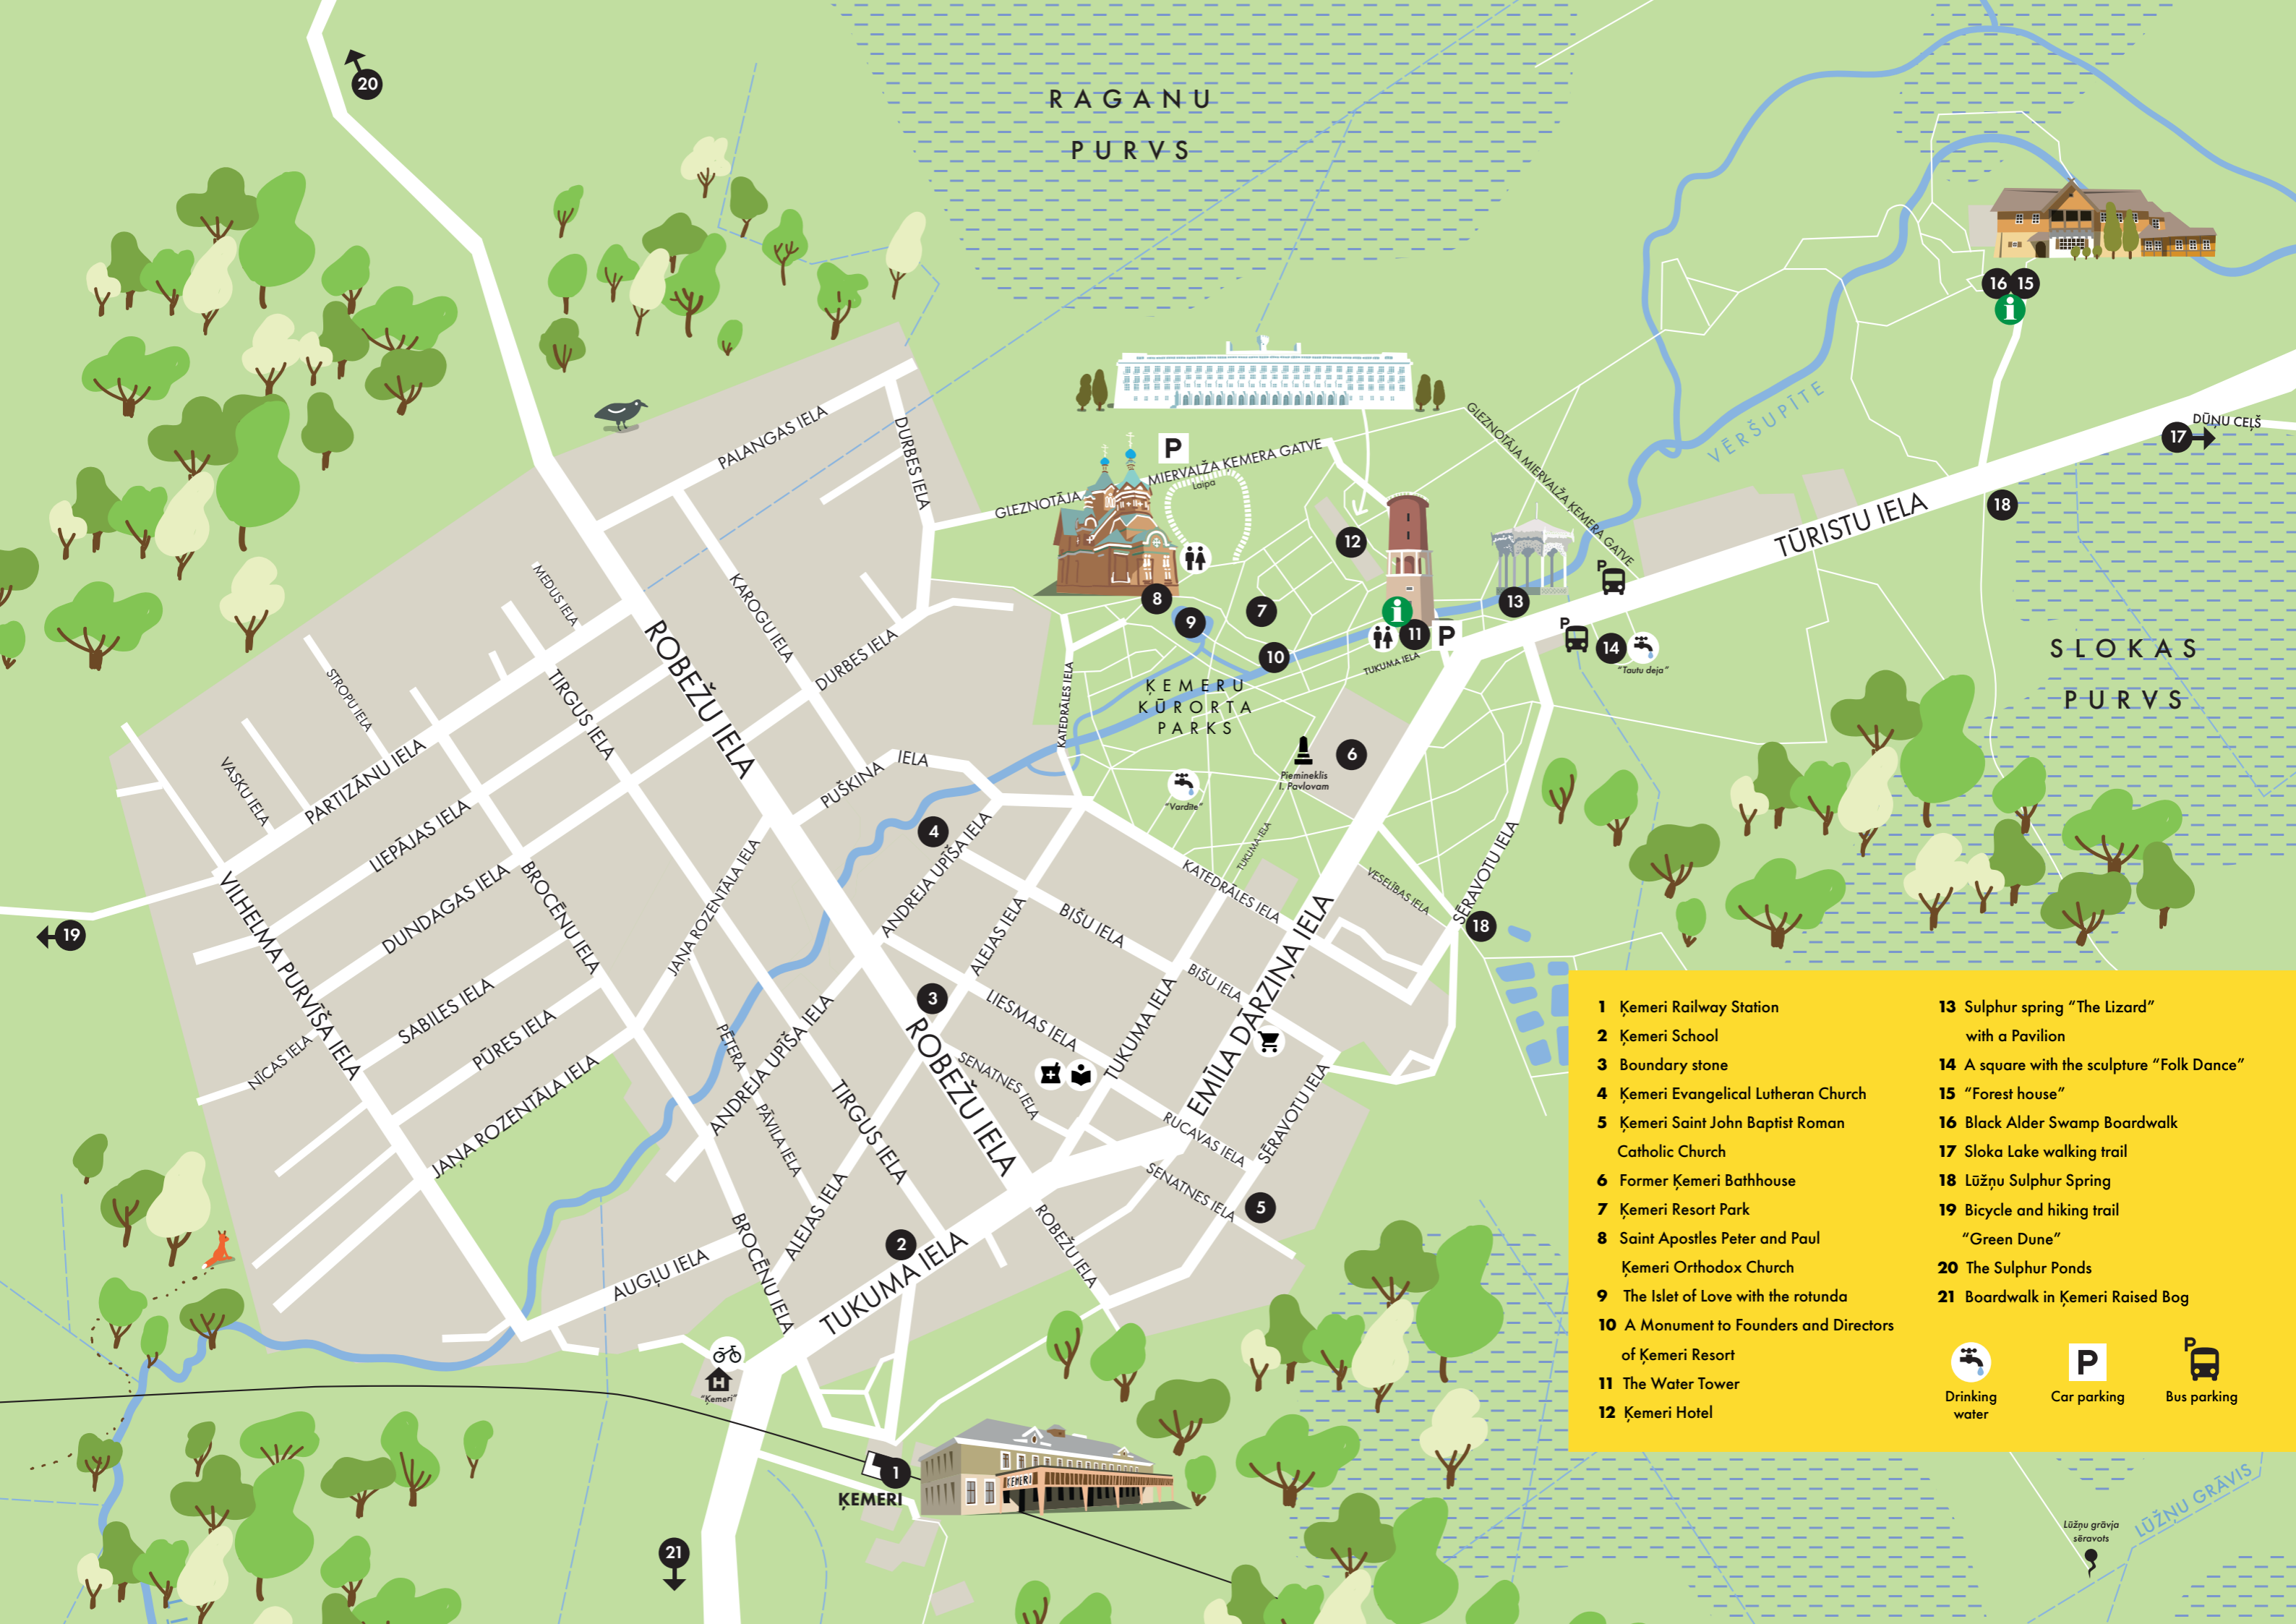 20
RAGANU
PURVS
16
15
i
VĒRŠUPĪTE
DŪŅU CEĻŠ
17
18
TŪRISTU IELA
PALANGAS IELA
DURBES IELA
P
GLEZNOTĀJA
MIERVALŽA ĶEMERA GATVE
Laipa
GLEZNOTĀJA MIERVALŽA ĶEMERA GATVE
12
8
9
7
10
i
11
P
13
P
P
14
"Tautu deja"
TUKUMA IELA
ĶEMERU
KŪRORTA
PARKS
SLOKAS
PURVS
MEDUS IELA
KAROGU IELA
DURBES IELA
ROBEŽU IELA
TIRGUS IELA
STROPU IELA
KATEDRĀLES IELA
VASKU IELA
PARTIZĀNU IELA
LIEPĀJAS IELA
PUŠKINA
IELA
6
Piemineklis
I. Pavlovam
"Vardīte"
4
ANDREJA UPĪŠA IELA
TUKUMA IELA
KATEDRĀLES IELA
VESELĪBAS IELA
SĒRAVOTU IELA
18
19
VILHELMA PURVĪŠA IELA
DUNDAGAS IELA
BROCĒNU IELA
JAŅA ROZENTĀLA IELA
ALEJAS IELA
BIŠU IELA
BIŠU IELA
EMĪLA DĀRZIŅA IELA
SABILES IELA
PŪRES IELA
NĪCAS IELA
JAŅA ROZENTĀLA IELA
PĒTERA
PĀVILA IELA
ANDREJA UPĪŠA IELA
3
ROBEŽU IELA
LIESMAS IELA
SENATNES IELA
TUKUMA IELA
TIRGUS IELA
RUCAVAS IELA
SENATNES IELA
SĒRAVOTU IELA
5
2
ALEJAS IELA
BROCĒNU IELA
AUGĻU IELA
TUKUMA IELA
ROBEŽU IELA
H
"Ķemeri"
1
ĶEMERI
ĶEMERI
21
1 Ķemeri Railway Station
2 Ķemeri School
3 Boundary stone
4 Ķemeri Evangelical Lutheran Church
5 Ķemeri Saint John Baptist Roman
Catholic Church
6 Former Ķemeri Bathhouse
7 Ķemeri Resort Park
8 Saint Apostles Peter and Paul
Ķemeri Orthodox Church
9 The Islet of Love with the rotunda
10 A Monument to Founders and Directors
of Ķemeri Resort
11 The Water Tower
12 Ķemeri Hotel
13 Sulphur spring "The Lizard"
with a Pavilion
14 A square with the sculpture "Folk Dance"
15 "Forest house"
16 Black Alder Swamp Boardwalk
17 Sloka Lake walking trail
18 Lūžņu Sulphur Spring
19 Bicycle and hiking trail
"Green Dune"
20 The Sulphur Ponds
21 Boardwalk in Ķemeri Raised Bog
Drinking
water
P
Car parking
P
Bus parking
Lūžņu grāvja
sēravots
LŪŽŅU GRĀVIS